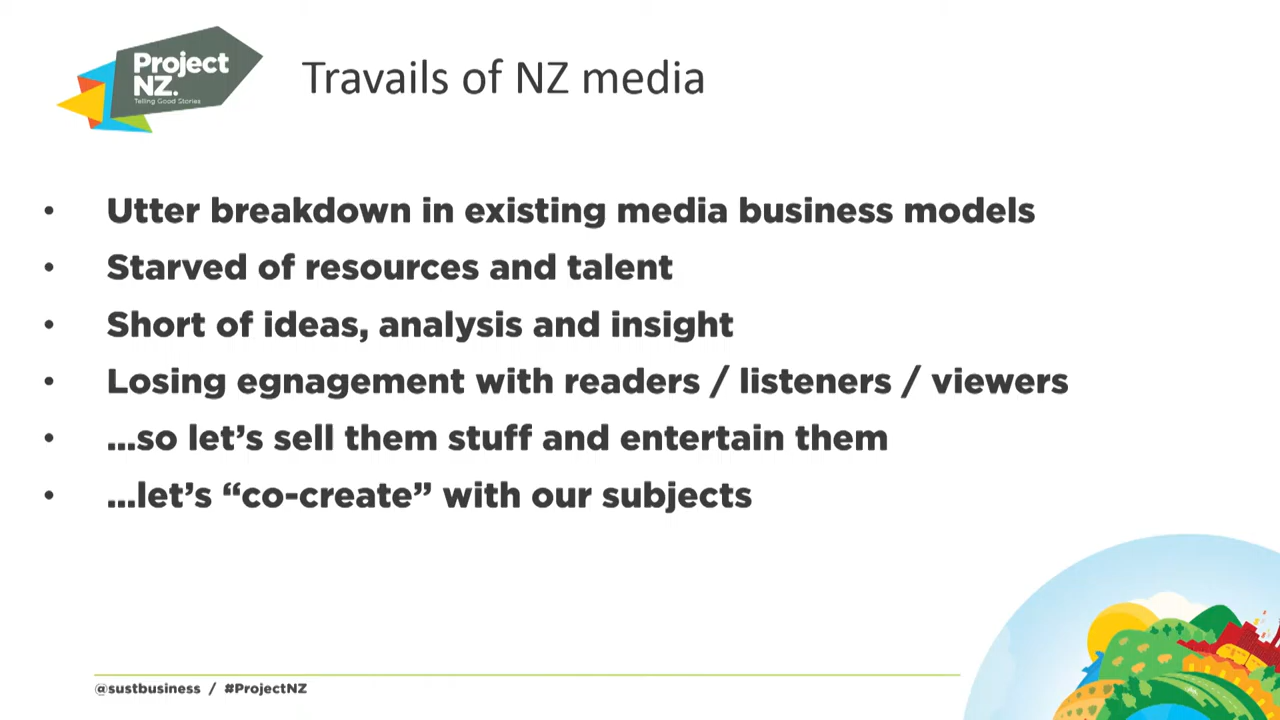 Project
NZ.
Telling Good Stories
Travails of NZ media
• Utter breakdown in existing media business models
• Starved of resources and talent
• Short of ideas, analysis and insight
• Losing egnagement with readers / listeners / viewers
• ...so let’s sell them stuff and entertain them
• ...let’s “co-create” with our subjects
@sustbusiness / #ProjectNZ